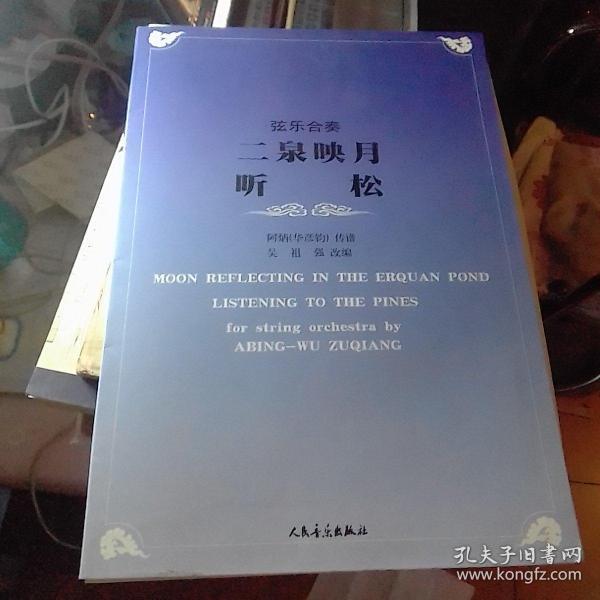 弦乐合奏
二泉映月
听 松
阿炳(华彦钧) 传谱
吴祖强 改编
MOON REFLECTING IN THE ERQUAN POND
LISTENING TO THE PINES
for string orchestra by
ABING-WU ZUQIANG
人民音乐出版社
孔夫子旧書网
www.kongfz.com